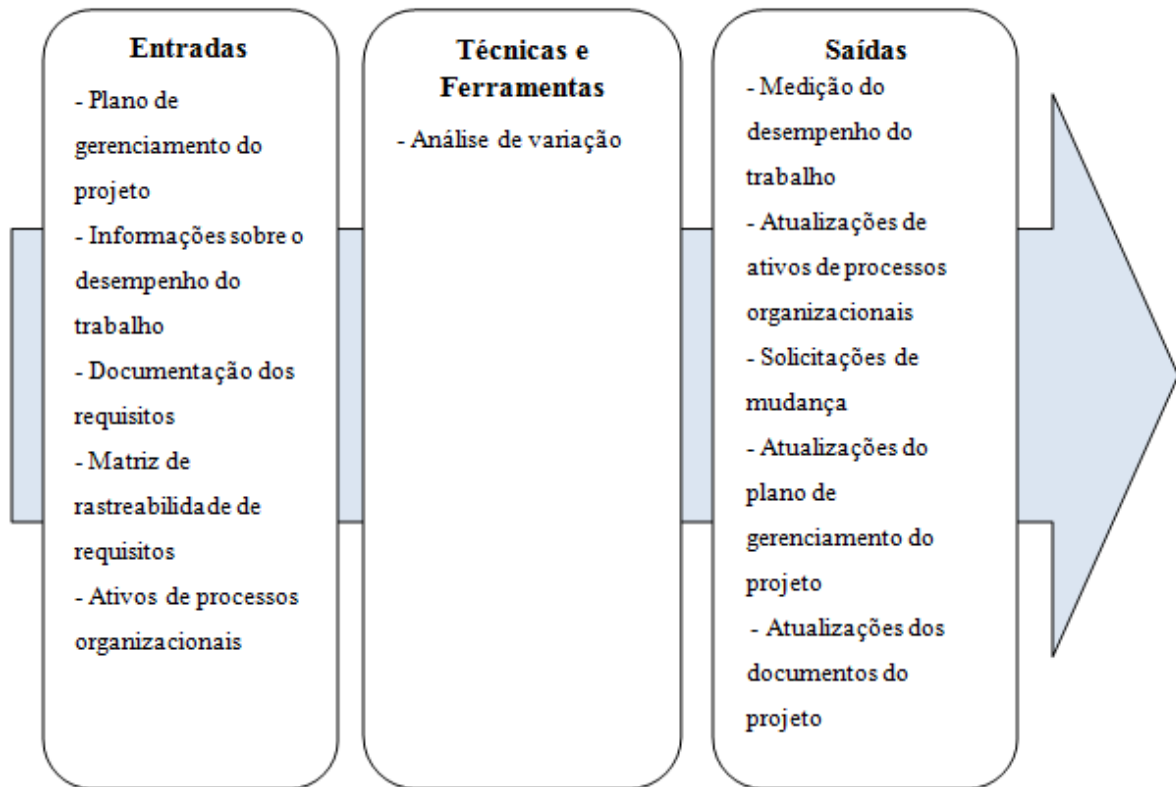 Entradas
- Plano de
gerenciamento do
projeto
- Informações sobre o
desempenho do
trabalho
- Documentação dos
requisitos
- Matriz de
rastreabilidade de
requisitos
- Ativos de processos
organizacionais
Técnicas e
Ferramentas
- Análise de variação
Saídas
- Medição do
desempenho do
trabalho
- Atualizações de
ativos de processos
organizacionais
- Solicitações de
mudança
- Atualizações do
plano de
gerenciamento do
projeto
- Atualizações dos
documentos do
projeto